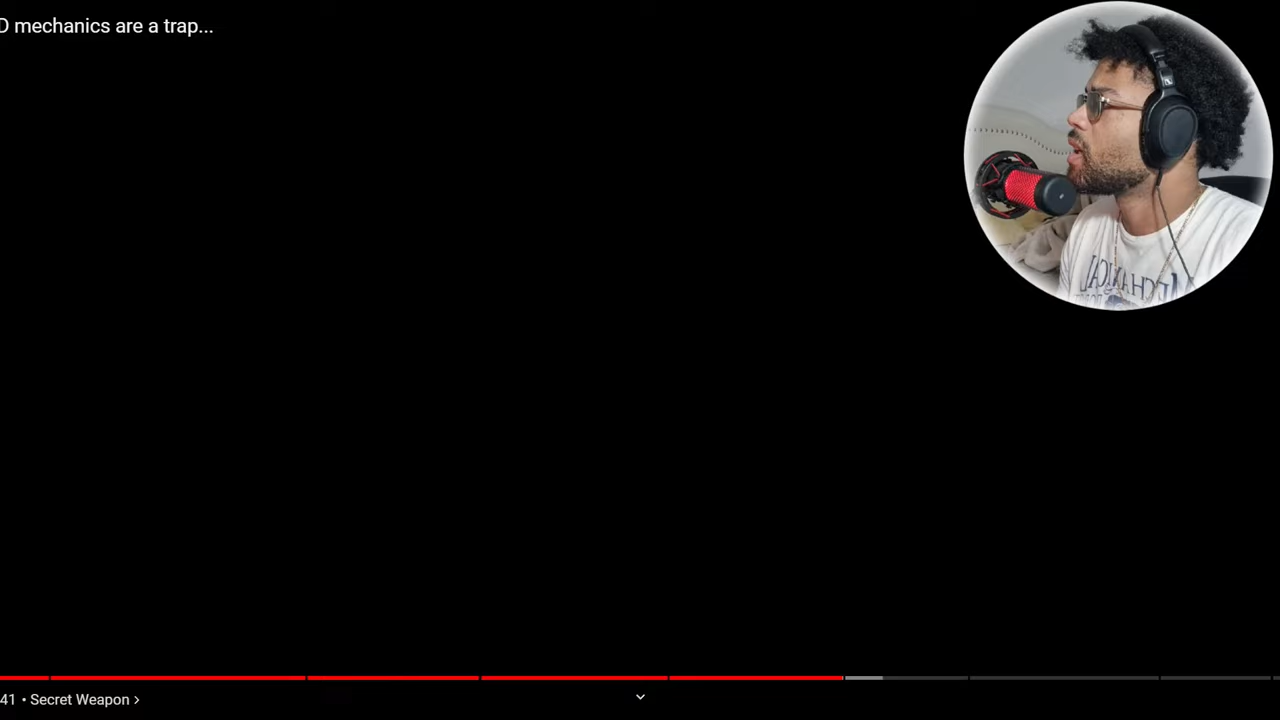 D mechanics are a trap...
41 • Secret Weapon >